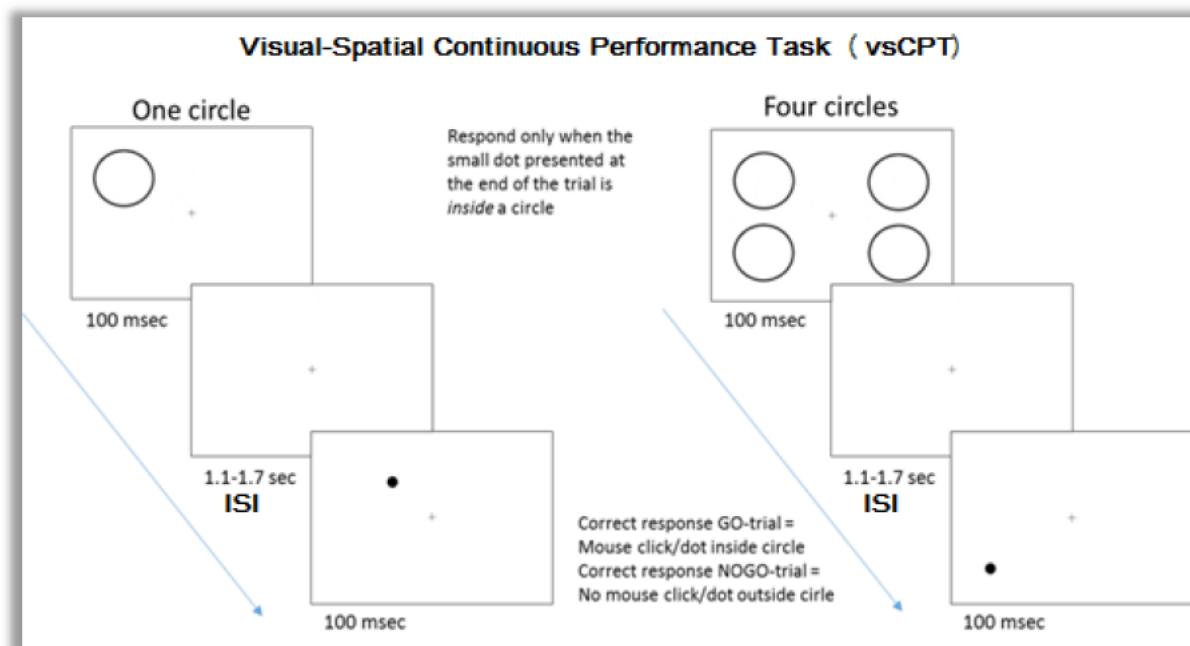 Visual-Spatial Continuous Performance Task ( vsCPT)
One circle
Respond only when the
small dot presented at
the end of the trial is
inside a circle
Four circles
100 msec
100 msec
1.1-1.7 sec
ISI
1.1-1.7 sec
ISI
Correct response GO-trial =
Mouse click/dot inside circle
Correct response NOGO-trial =
No mouse click/dot outside cirle
100 msec
100 msec